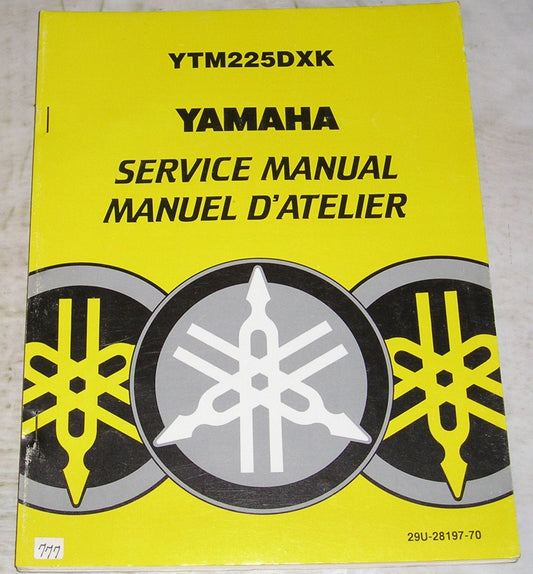 YTM225DXK
YAMAHA
SERVICE MANUAL
MANUEL D'ATELIER
29U-28197-70
777